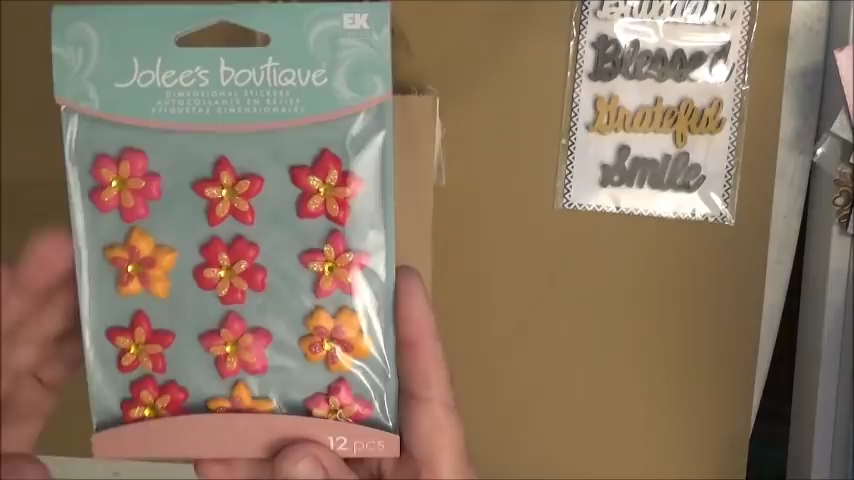 EK
Jolee's boutique
DIMENSIONAL STICKERS
AUTOCOLLANTS EN RELIEF
ETIQUETAS DIMENSIONALES
12 pcs
Blessed
Grateful
Smile